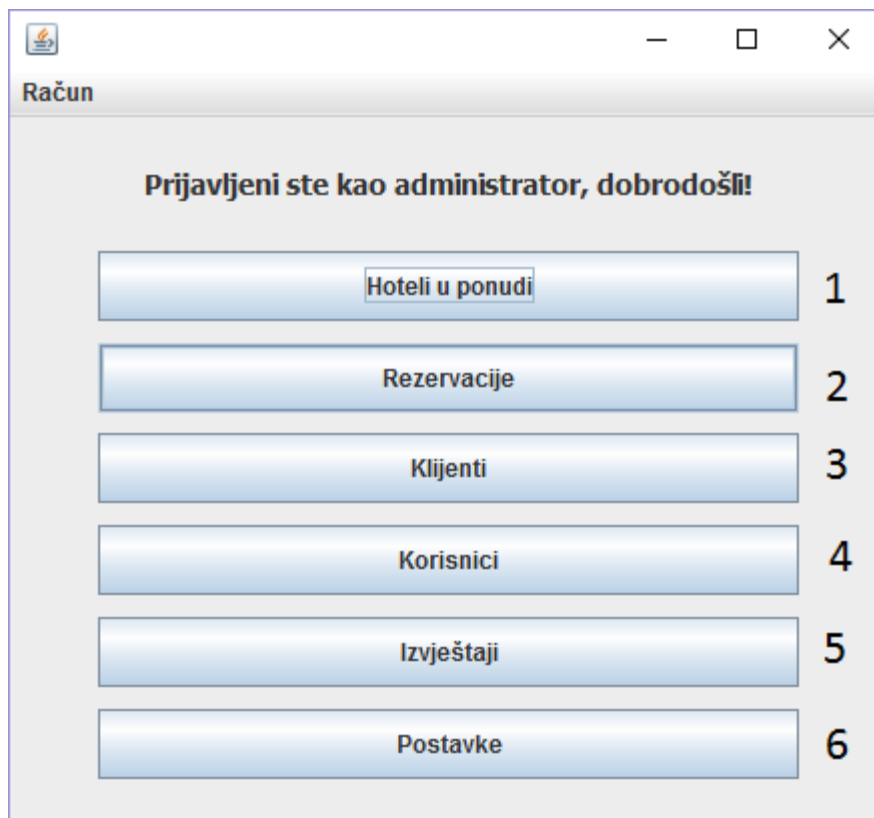 Račun
Prijavljeni ste kao administrator, dobrodošli!
Hoteli u ponudi 1
Rezervacije 2
Klijenti 3
Korisnici 4
Izvještaji 5
Postavke 6